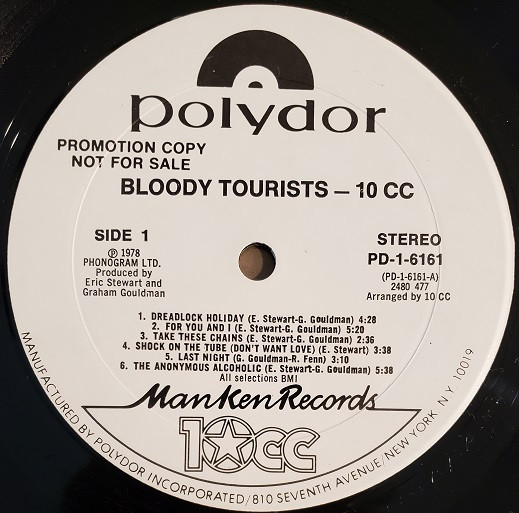 polydor
PROMOTION COPY
NOT FOR SALE
BLOODY TOURISTS — 10 CC
SIDE 1
℗ 1978
PHONOGRAM LTD.
Produced by
Eric Stewart and
Graham Gouldman
STEREO
PD-1-6161
(PD-1-6161-A)
2480 477
Arranged by 10 CC
1. DREADLOCK HOLIDAY (E. Stewart-G. Gouldman) 4:28
2. FOR YOU AND I (E. Stewart-G. Gouldman) 5:20
3. TAKE THESE CHAINS (E. Stewart-G. Gouldman) 2:36
4. SHOCK ON THE TUBE (DON'T WANT LOVE) (E. Stewart) 3:38
5. LAST NIGHT (G. Gouldman-R. Fenn) 3:10
6. THE ANONYMOUS ALCOHOLIC (E. Stewart-G. Gouldman) 5:38
All selections BMI
ManKen Records
10CC
MANUFACTURED BY POLYDOR INCORPORATED/810 SEVENTH AVENUE/NEW YORK NY 10019